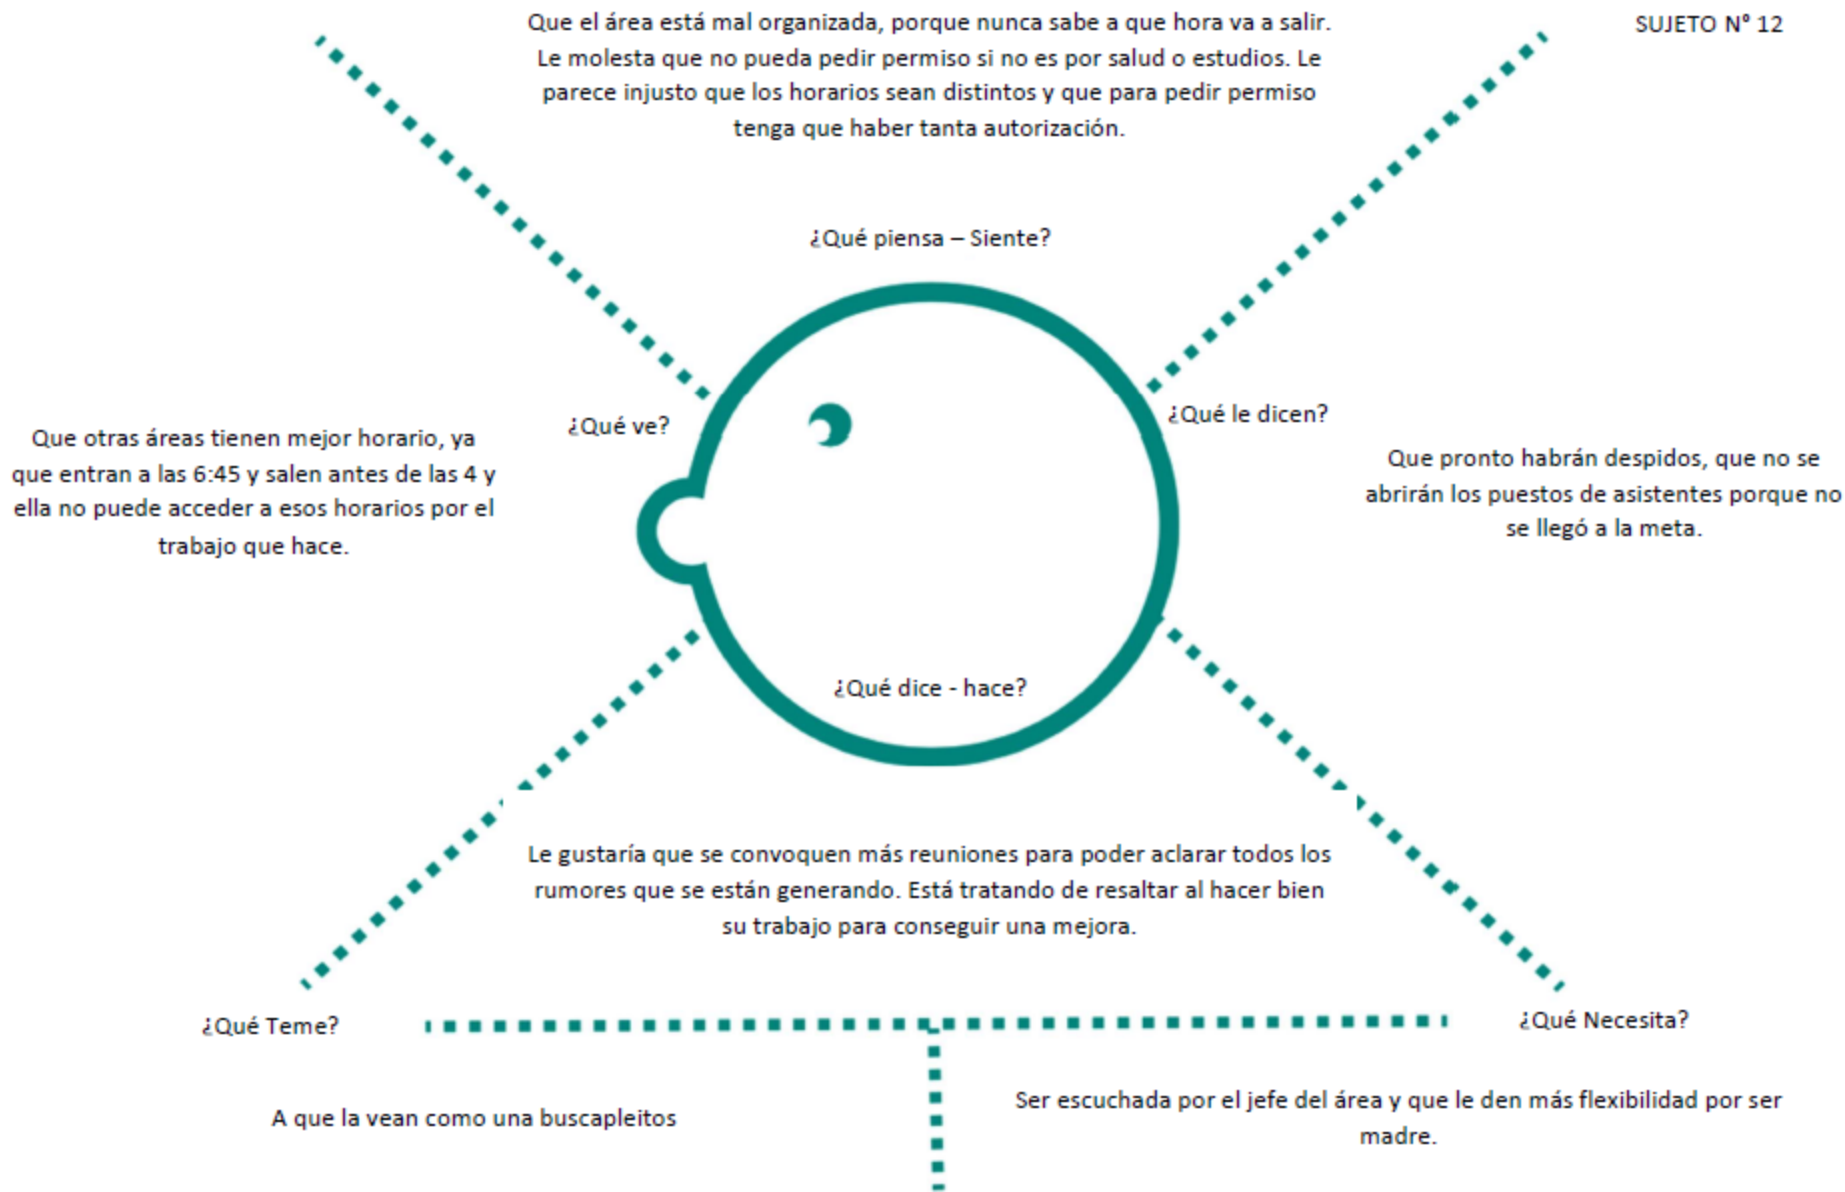 SUJETO Nº 12
Que el área está mal organizada, porque nunca sabe a que hora va a salir.
Le molesta que no pueda pedir permiso si no es por salud o estudios. Le
parece injusto que los horarios sean distintos y que para pedir permiso
tenga que haber tanta autorización.
¿Qué piensa – Siente?
¿Qué ve?
Que otras áreas tienen mejor horario, ya
que entran a las 6:45 y salen antes de las 4 y
ella no puede acceder a esos horarios por el
trabajo que hace.
¿Qué le dicen?
Que pronto habrán despidos, que no se
abrirán los puestos de asistentes porque no
se llegó a la meta.
¿Qué dice - hace?
Le gustaría que se convoquen más reuniones para poder aclarar todos los
rumores que se están generando. Está tratando de resaltar al hacer bien
su trabajo para conseguir una mejora.
¿Qué Teme?
A que la vean como una buscapleitos
¿Qué Necesita?
Ser escuchada por el jefe del área y que le den más flexibilidad por ser
madre.